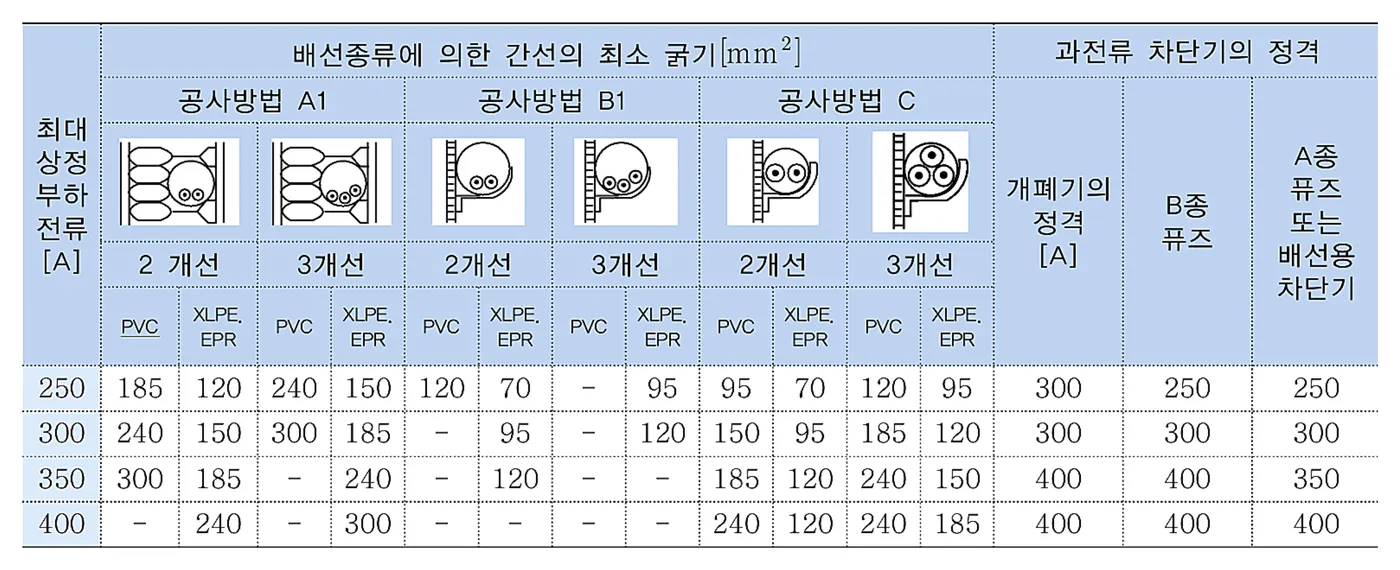 배선종류에 의한 간선의 최소 굵기[mm²] 과전류 차단기의 정격
공사방법 A1 공사방법 B1 공사방법 C
최대
상정
부하
전류
[A]
개폐기의
정격
[A]
B종
퓨즈
A종
퓨즈
또는
배선용
차단기
2 개선 3개선 2개선 3개선 2개선 3개선
PVC XLPE. EPR PVC XLPE. EPR PVC XLPE. EPR PVC XLPE. EPR PVC XLPE. EPR PVC XLPE. EPR
250 185 120 240 150 120 70 - 95 95 70 120 95 300 250 250
300 240 150 300 185 - 95 - 120 150 95 185 120 300 300 300
350 300 185 - 240 - 120 - - 185 120 240 150 400 400 350
400 - 240 - 300 - - - - 240 120 240 185 400 400 400